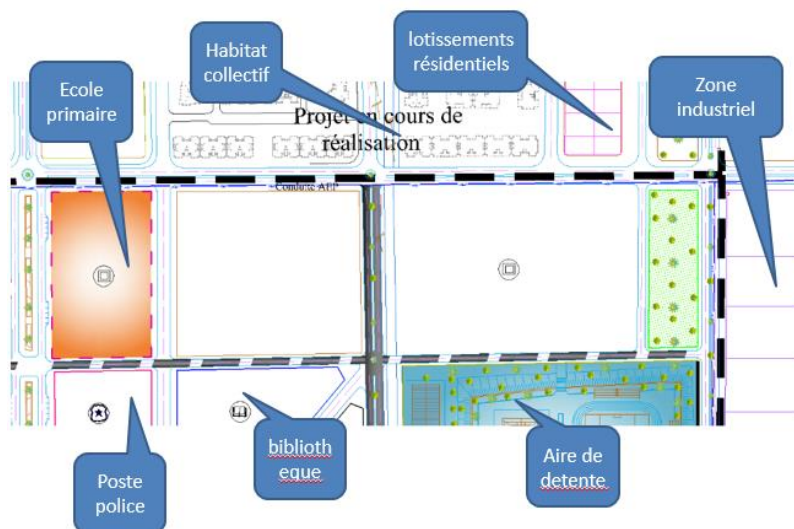 Habitat
collectif
lotissements
résidentiels
Ecole
primaire
Zone
industriel
Projet en cours de
réalisation
Conduite AEP
Poste
police
biblioth
eque
Aire de
detente